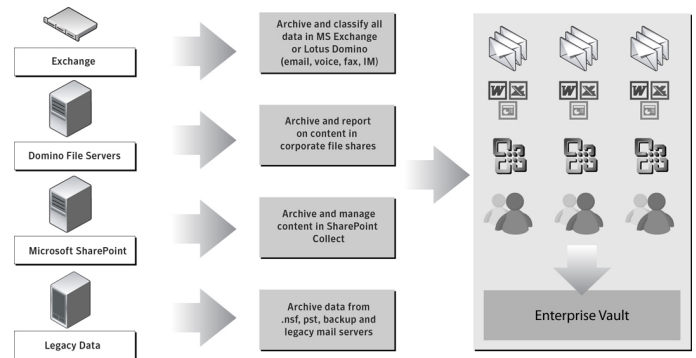 Exchange
Archive and classify all
data in MS Exchange
or Lotus Domino
(email, voice, fax, IM)
Domino File Servers
Archive and report
on content in
corporate file shares
Microsoft SharePoint
Archive and manage
content in SharePoint
Collect
Legacy Data
Archive data from
.nsf, pst, backup and
legacy mail servers
W X
W X
W X
Enterprise Vault